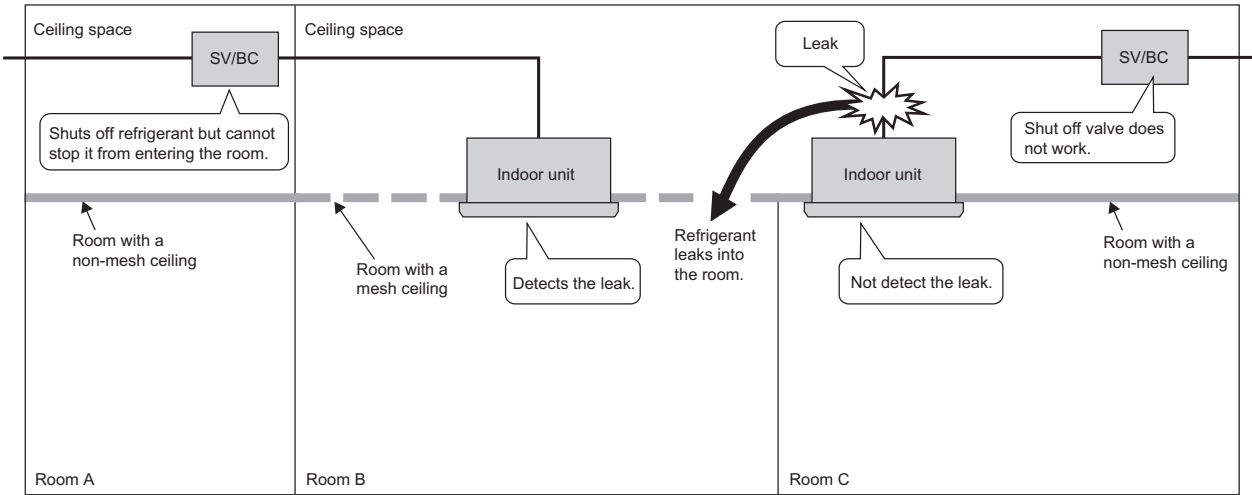 Ceiling space
SV/BC
Shuts off refrigerant but cannot
stop it from entering the room.
Room with a
non-mesh ceiling
Room A
Ceiling space
Indoor unit
Room with a
mesh ceiling
Detects the leak.
Refrigerant
leaks into
the room.
Room B
Leak
SV/BC
Shut off valve does
not work.
Indoor unit
Not detect the leak.
Room with a
non-mesh ceiling
Room C